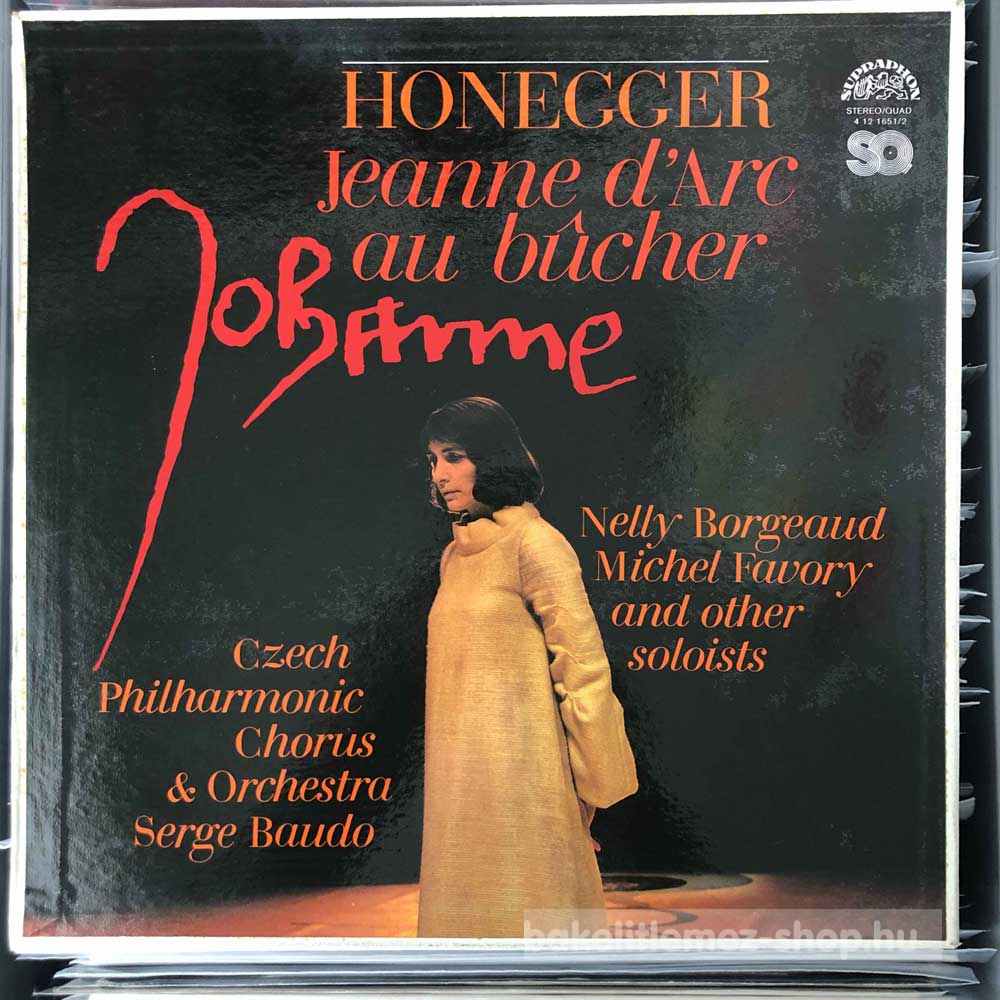 HONEGGER
Jeanne d'Arc
au bûcher
Jehanne
SUPRAPHON
STEREO/QUAD
4 12 1651/2
SQ
Nelly Borgeaud
Michel Favory
and other
soloists
Czech
Philharmonic
Chorus
& Orchestra
Serge Baudo
bakelitlemez-shop.hu